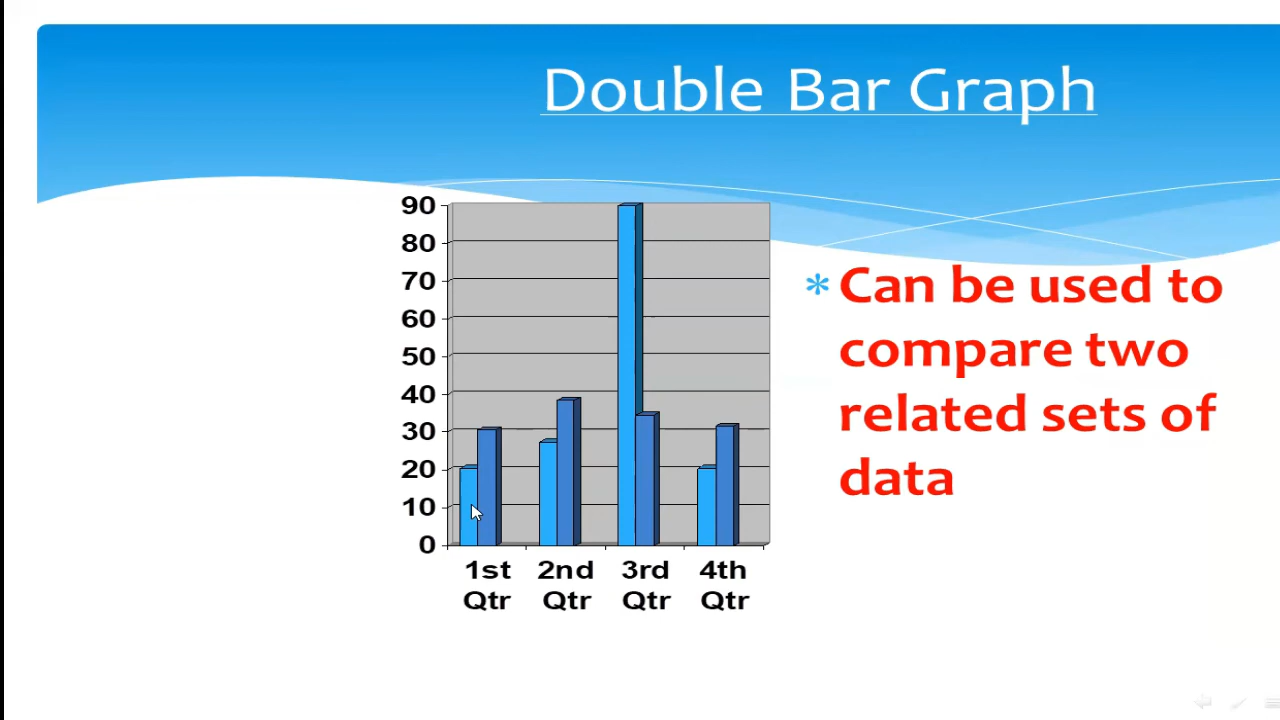 Double Bar Graph
90
80
70
60
50
40
30
20
10
0
1st 2nd 3rd 4th
Qtr Qtr Qtr Qtr
* Can be used to
compare two
related sets of
data